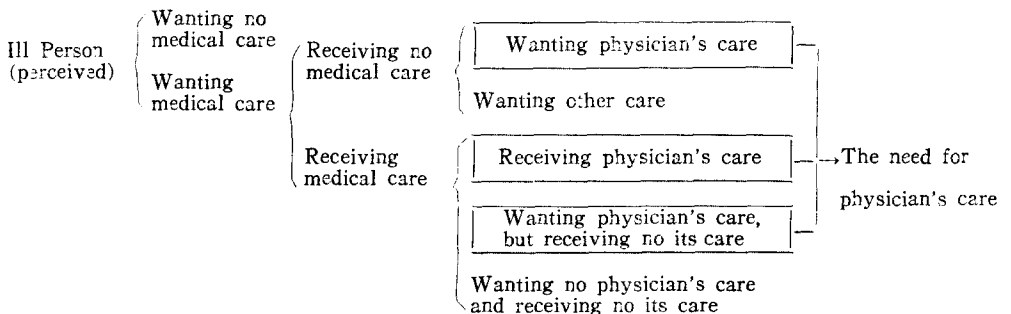 Ill Person
(perceived)
Wanting no
medical care
Wanting
medical care
Receiving no
medical care
Receiving
medical care
Wanting physician's care
Wanting other care
Receiving physician's care
Wanting physician's care,
but receiving no its care
Wanting no physician's care
and receiving no its care
The need for
physician's care